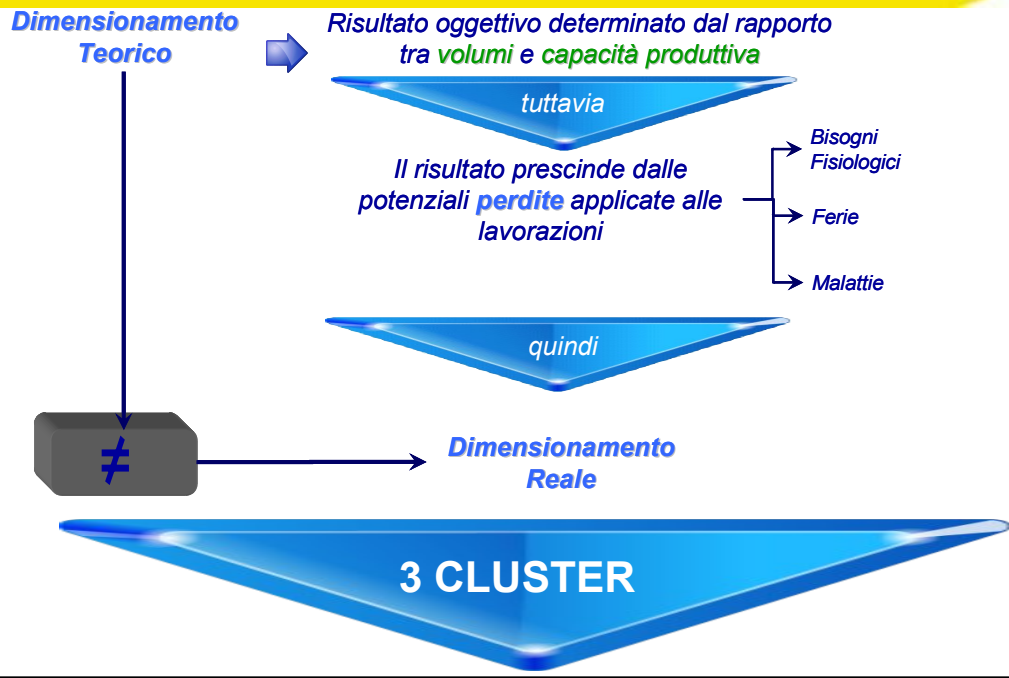 Dimensionamento
Teorico
Risultato oggettivo determinato dal rapporto
tra volumi e capacità produttiva
tuttavia
Il risultato prescinde dalle
potenziali perdite applicate alle
lavorazioni
Bisogni
Fisiologici
Ferie
Malattie
quindi
≠
Dimensionamento
Reale
3 CLUSTER